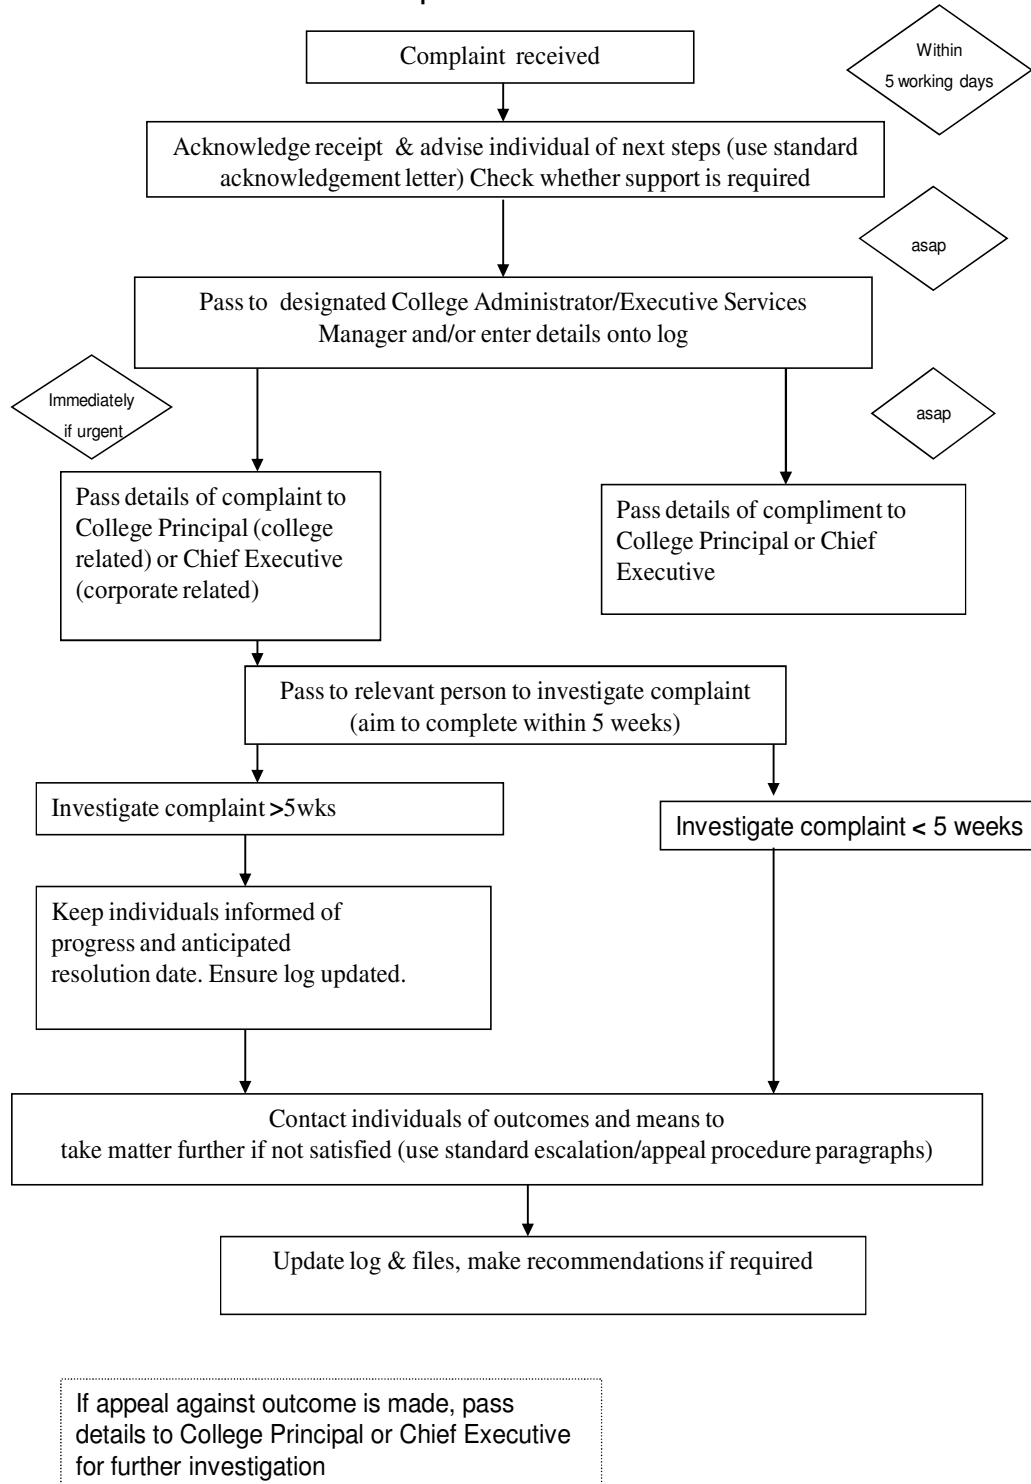 Complaint received
Within
5 working days
Acknowledge receipt & advise individual of next steps (use standard
acknowledgement letter) Check whether support is required
asap
Pass to designated College Administrator/Executive Services
Manager and/or enter details onto log
Immediately
if urgent
asap
Pass details of complaint to
College Principal (college
related) or Chief Executive
(corporate related)
Pass details of compliment to
College Principal or Chief
Executive
Pass to relevant person to investigate complaint
(aim to complete within 5 weeks)
Investigate complaint >5wks
Investigate complaint < 5 weeks
Keep individuals informed of
progress and anticipated
resolution date. Ensure log updated.
Contact individuals of outcomes and means to
take matter further if not satisfied (use standard escalation/appeal procedure paragraphs)
Update log & files, make recommendations if required
If appeal against outcome is made, pass
details to College Principal or Chief Executive
for further investigation